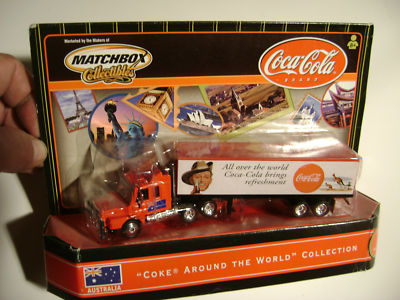 Marketed by the Makers of
MATCHBOX
Collectibles
Coca-Cola
BRAND
All over the world
Coca-Cola brings
refreshment
Coca-Cola
AUSTRALIA
"COKE® AROUND THE WORLD" COLLECTION